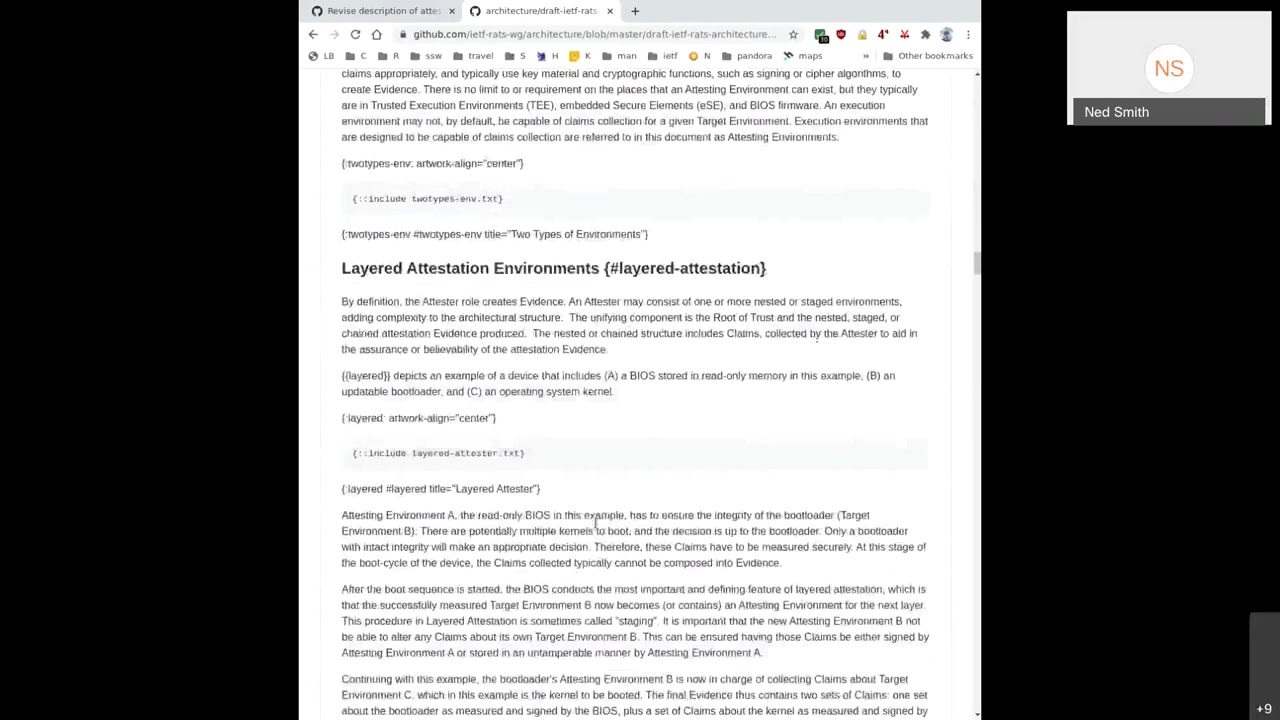 Revise description of attes
architecture/draft-ietf-rats-
github.com/ietf-rats-wg/architecture/blob/master/draft-ietf-rats-architecture...
LB C R ssw travel S H K man ietf N pandora maps » Other bookmarks
claims appropriately, and typically use key material and cryptographic functions, such as signing or cipher algorithms, to
create Evidence. There is no limit to or requirement on the places that an Attesting Environment can exist, but they typically
are in Trusted Execution Environments (TEE), embedded Secure Elements (eSE), and BIOS firmware. An execution
environment may not, by default, be capable of claims collection for a given Target Environment. Execution environments that
are designed to be capable of claims collection are referred to in this document as Attesting Environments.
{:twotypes-env: artwork-align="center"}
{::include twotypes-env.txt}
{:twotypes-env #twotypes-env title="Two Types of Environments"}
Layered Attestation Environments {#layered-attestation}
By definition, the Attester role creates Evidence. An Attester may consist of one or more nested or staged environments,
adding complexity to the architectural structure. The unifying component is the Root of Trust and the nested, staged, or
chained attestation Evidence produced. The nested or chained structure includes Claims, collected by the Attester to aid in
the assurance or believability of the attestation Evidence.
{{layered}} depicts an example of a device that includes (A) a BIOS stored in read-only memory in this example, (B) an
updatable bootloader, and (C) an operating system kernel.
{:layered: artwork-align="center"}
{::include layered-attester.txt}
{:layered #layered title="Layered Attester"}
Attesting Environment A, the read-only BIOS in this example, has to ensure the integrity of the bootloader (Target
Environment B). There are potentially multiple kernels to boot, and the decision is up to the bootloader. Only a bootloader
with intact integrity will make an appropriate decision. Therefore, these Claims have to be measured securely. At this stage of
the boot-cycle of the device, the Claims collected typically cannot be composed into Evidence.
After the boot sequence is started, the BIOS conducts the most important and defining feature of layered attestation, which is
that the successfully measured Target Environment B now becomes (or contains) an Attesting Environment for the next layer.
This procedure in Layered Attestation is sometimes called "staging". It is important that the new Attesting Environment B not
be able to alter any Claims about its own Target Environment B. This can be ensured having those Claims be either signed by
Attesting Environment A or stored in an untamperable manner by Attesting Environment A.
Continuing with this example, the bootloader's Attesting Environment B is now in charge of collecting Claims about Target
Environment C, which in this example is the kernel to be booted. The final Evidence thus contains two sets of Claims: one set
about the bootloader as measured and signed by the BIOS, plus a set of Claims about the kernel as measured and signed by
NS
Ned Smith
+9